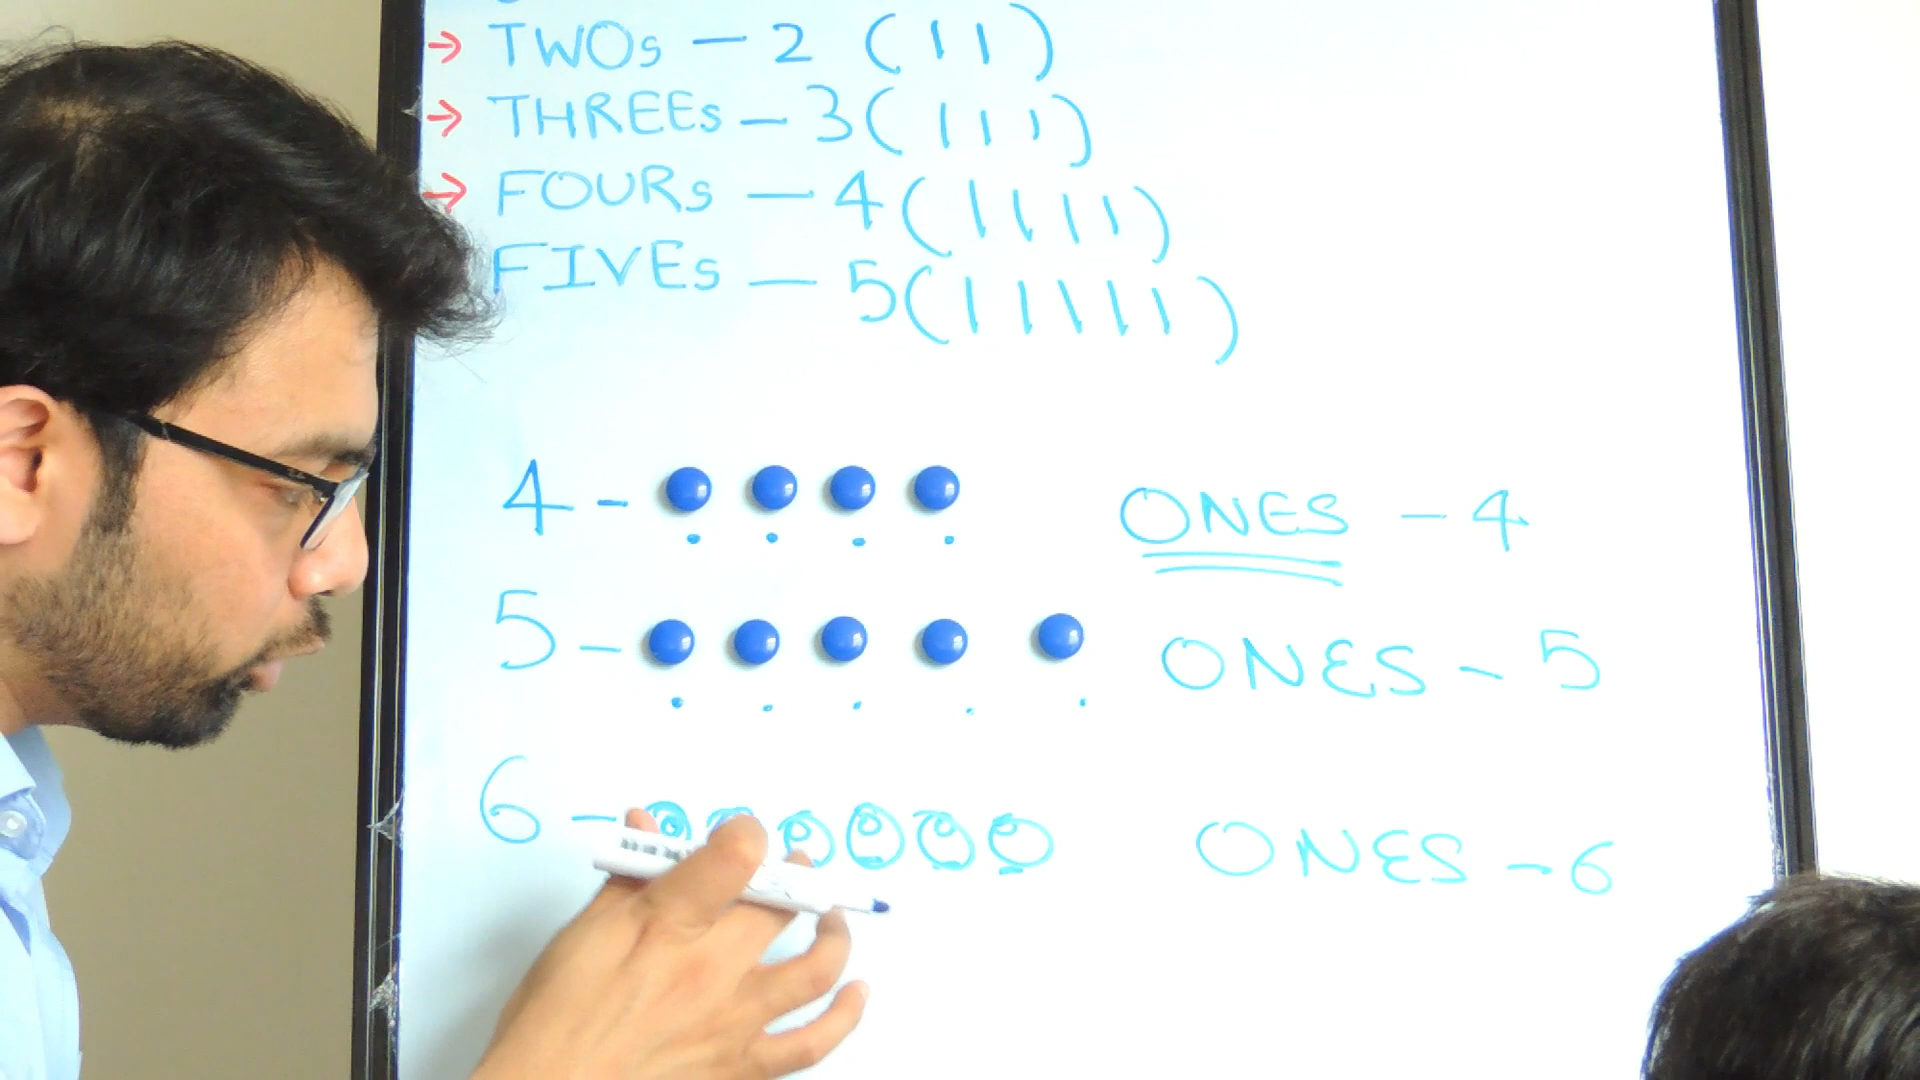 → TWOs - 2 (11)
→ THREEs - 3 (111)
→ FOURs - 4 (1111)
FIVEs - 5 (11111)
4 - ONES - 4
5 - ONES - 5
6 - ONES - 6